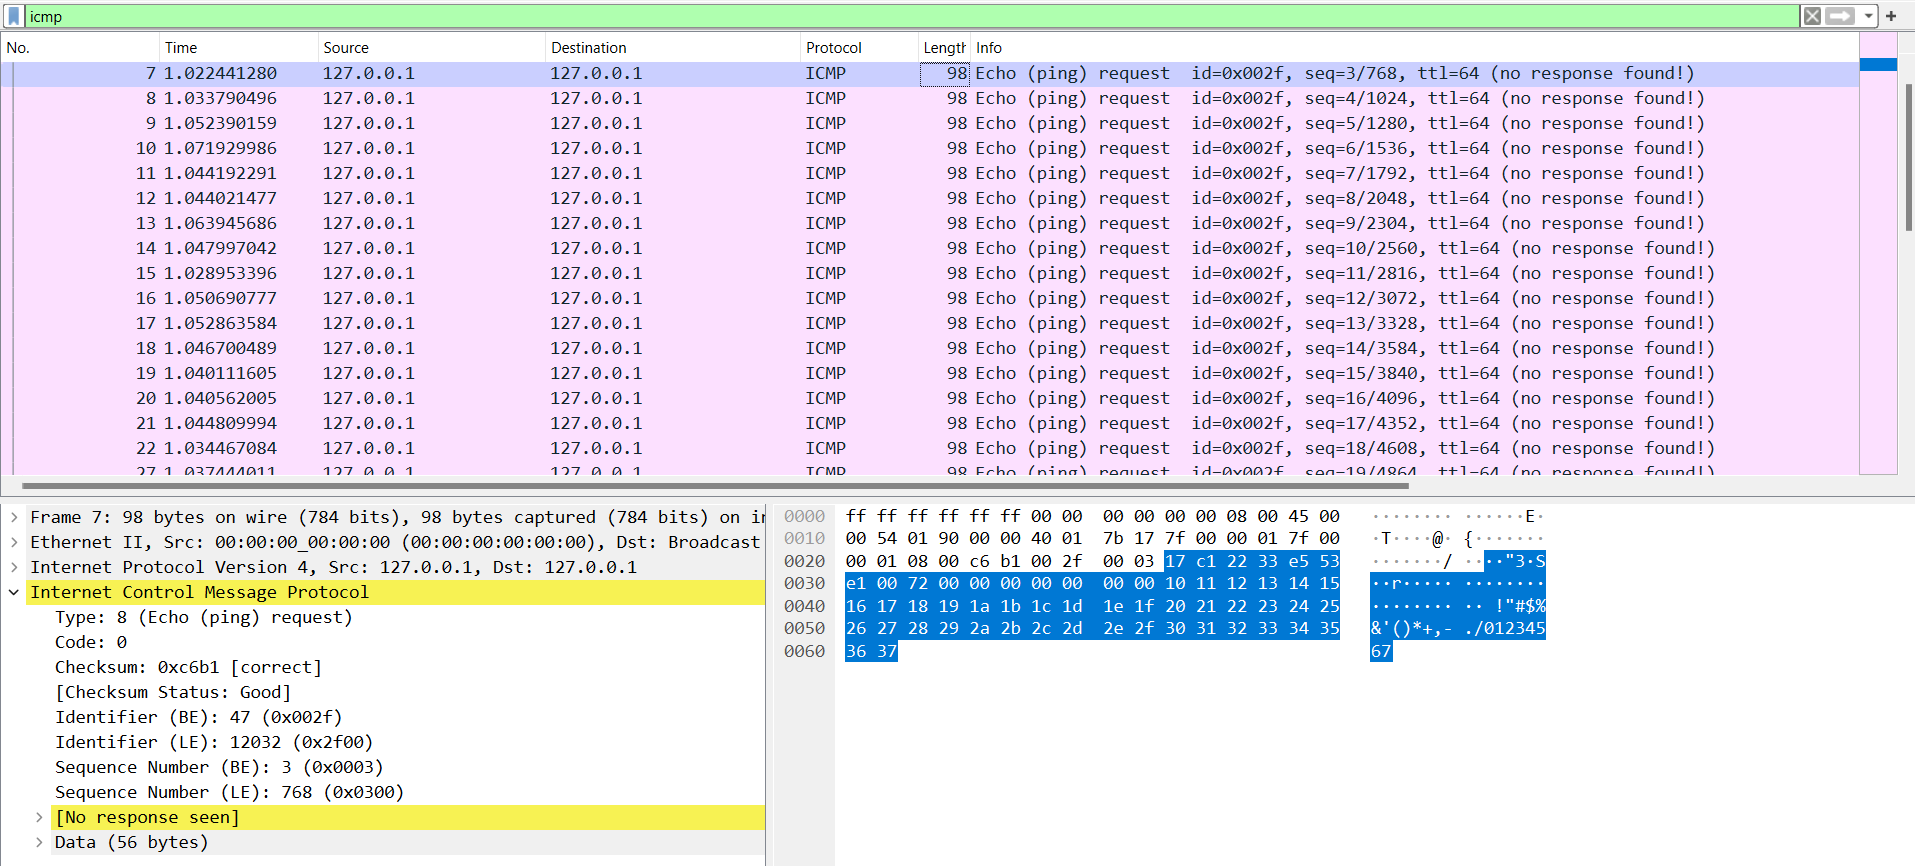 icmp
No. Time Source Destination Protocol Length Info
7 1.022441280 127.0.0.1 127.0.0.1 ICMP 98 Echo (ping) request id=0x002f, seq=3/768, ttl=64 (no response found!)
8 1.033790496 127.0.0.1 127.0.0.1 ICMP 98 Echo (ping) request id=0x002f, seq=4/1024, ttl=64 (no response found!)
9 1.052390159 127.0.0.1 127.0.0.1 ICMP 98 Echo (ping) request id=0x002f, seq=5/1280, ttl=64 (no response found!)
10 1.071929986 127.0.0.1 127.0.0.1 ICMP 98 Echo (ping) request id=0x002f, seq=6/1536, ttl=64 (no response found!)
11 1.044192291 127.0.0.1 127.0.0.1 ICMP 98 Echo (ping) request id=0x002f, seq=7/1792, ttl=64 (no response found!)
12 1.044021477 127.0.0.1 127.0.0.1 ICMP 98 Echo (ping) request id=0x002f, seq=8/2048, ttl=64 (no response found!)
13 1.063945686 127.0.0.1 127.0.0.1 ICMP 98 Echo (ping) request id=0x002f, seq=9/2304, ttl=64 (no response found!)
14 1.047997042 127.0.0.1 127.0.0.1 ICMP 98 Echo (ping) request id=0x002f, seq=10/2560, ttl=64 (no response found!)
15 1.028953396 127.0.0.1 127.0.0.1 ICMP 98 Echo (ping) request id=0x002f, seq=11/2816, ttl=64 (no response found!)
16 1.050690777 127.0.0.1 127.0.0.1 ICMP 98 Echo (ping) request id=0x002f, seq=12/3072, ttl=64 (no response found!)
17 1.052863584 127.0.0.1 127.0.0.1 ICMP 98 Echo (ping) request id=0x002f, seq=13/3328, ttl=64 (no response found!)
18 1.046700489 127.0.0.1 127.0.0.1 ICMP 98 Echo (ping) request id=0x002f, seq=14/3584, ttl=64 (no response found!)
19 1.040111605 127.0.0.1 127.0.0.1 ICMP 98 Echo (ping) request id=0x002f, seq=15/3840, ttl=64 (no response found!)
20 1.040562005 127.0.0.1 127.0.0.1 ICMP 98 Echo (ping) request id=0x002f, seq=16/4096, ttl=64 (no response found!)
21 1.044809994 127.0.0.1 127.0.0.1 ICMP 98 Echo (ping) request id=0x002f, seq=17/4352, ttl=64 (no response found!)
22 1.034467084 127.0.0.1 127.0.0.1 ICMP 98 Echo (ping) request id=0x002f, seq=18/4608, ttl=64 (no response found!)
27 1.037444011 127.0.0.1 127.0.0.1 ICMP 98 Echo (ping) request id=0x002f, seq=19/4864, ttl=64 (no response found!)
Frame 7: 98 bytes on wire (784 bits), 98 bytes captured (784 bits) on in
Ethernet II, Src: 00:00:00_00:00:00 (00:00:00:00:00:00), Dst: Broadcast
Internet Protocol Version 4, Src: 127.0.0.1, Dst: 127.0.0.1
Internet Control Message Protocol
Type: 8 (Echo (ping) request)
Code: 0
Checksum: 0xc6b1 [correct]
[Checksum Status: Good]
Identifier (BE): 47 (0x002f)
Identifier (LE): 12032 (0x2f00)
Sequence Number (BE): 3 (0x0003)
Sequence Number (LE): 768 (0x0300)
[No response seen]
Data (56 bytes)
0000 ff ff ff ff ff ff 00 00 00 00 00 00 08 00 45 00 ········ ······E·
0010 00 54 01 90 00 00 40 01 7b 17 7f 00 00 01 7f 00 ·T····@· {·······
0020 00 01 08 00 c6 b1 00 2f 00 03 17 c1 22 33 e5 53 ·······/ ····"3·S
0030 e1 00 72 00 00 00 00 00 00 00 10 11 12 13 14 15 ··r····· ········
0040 16 17 18 19 1a 1b 1c 1d 1e 1f 20 21 22 23 24 25 ········ ·· !"#$%
0050 26 27 28 29 2a 2b 2c 2d 2e 2f 30 31 32 33 34 35 &'()*+,- ./012345
0060 36 37 67